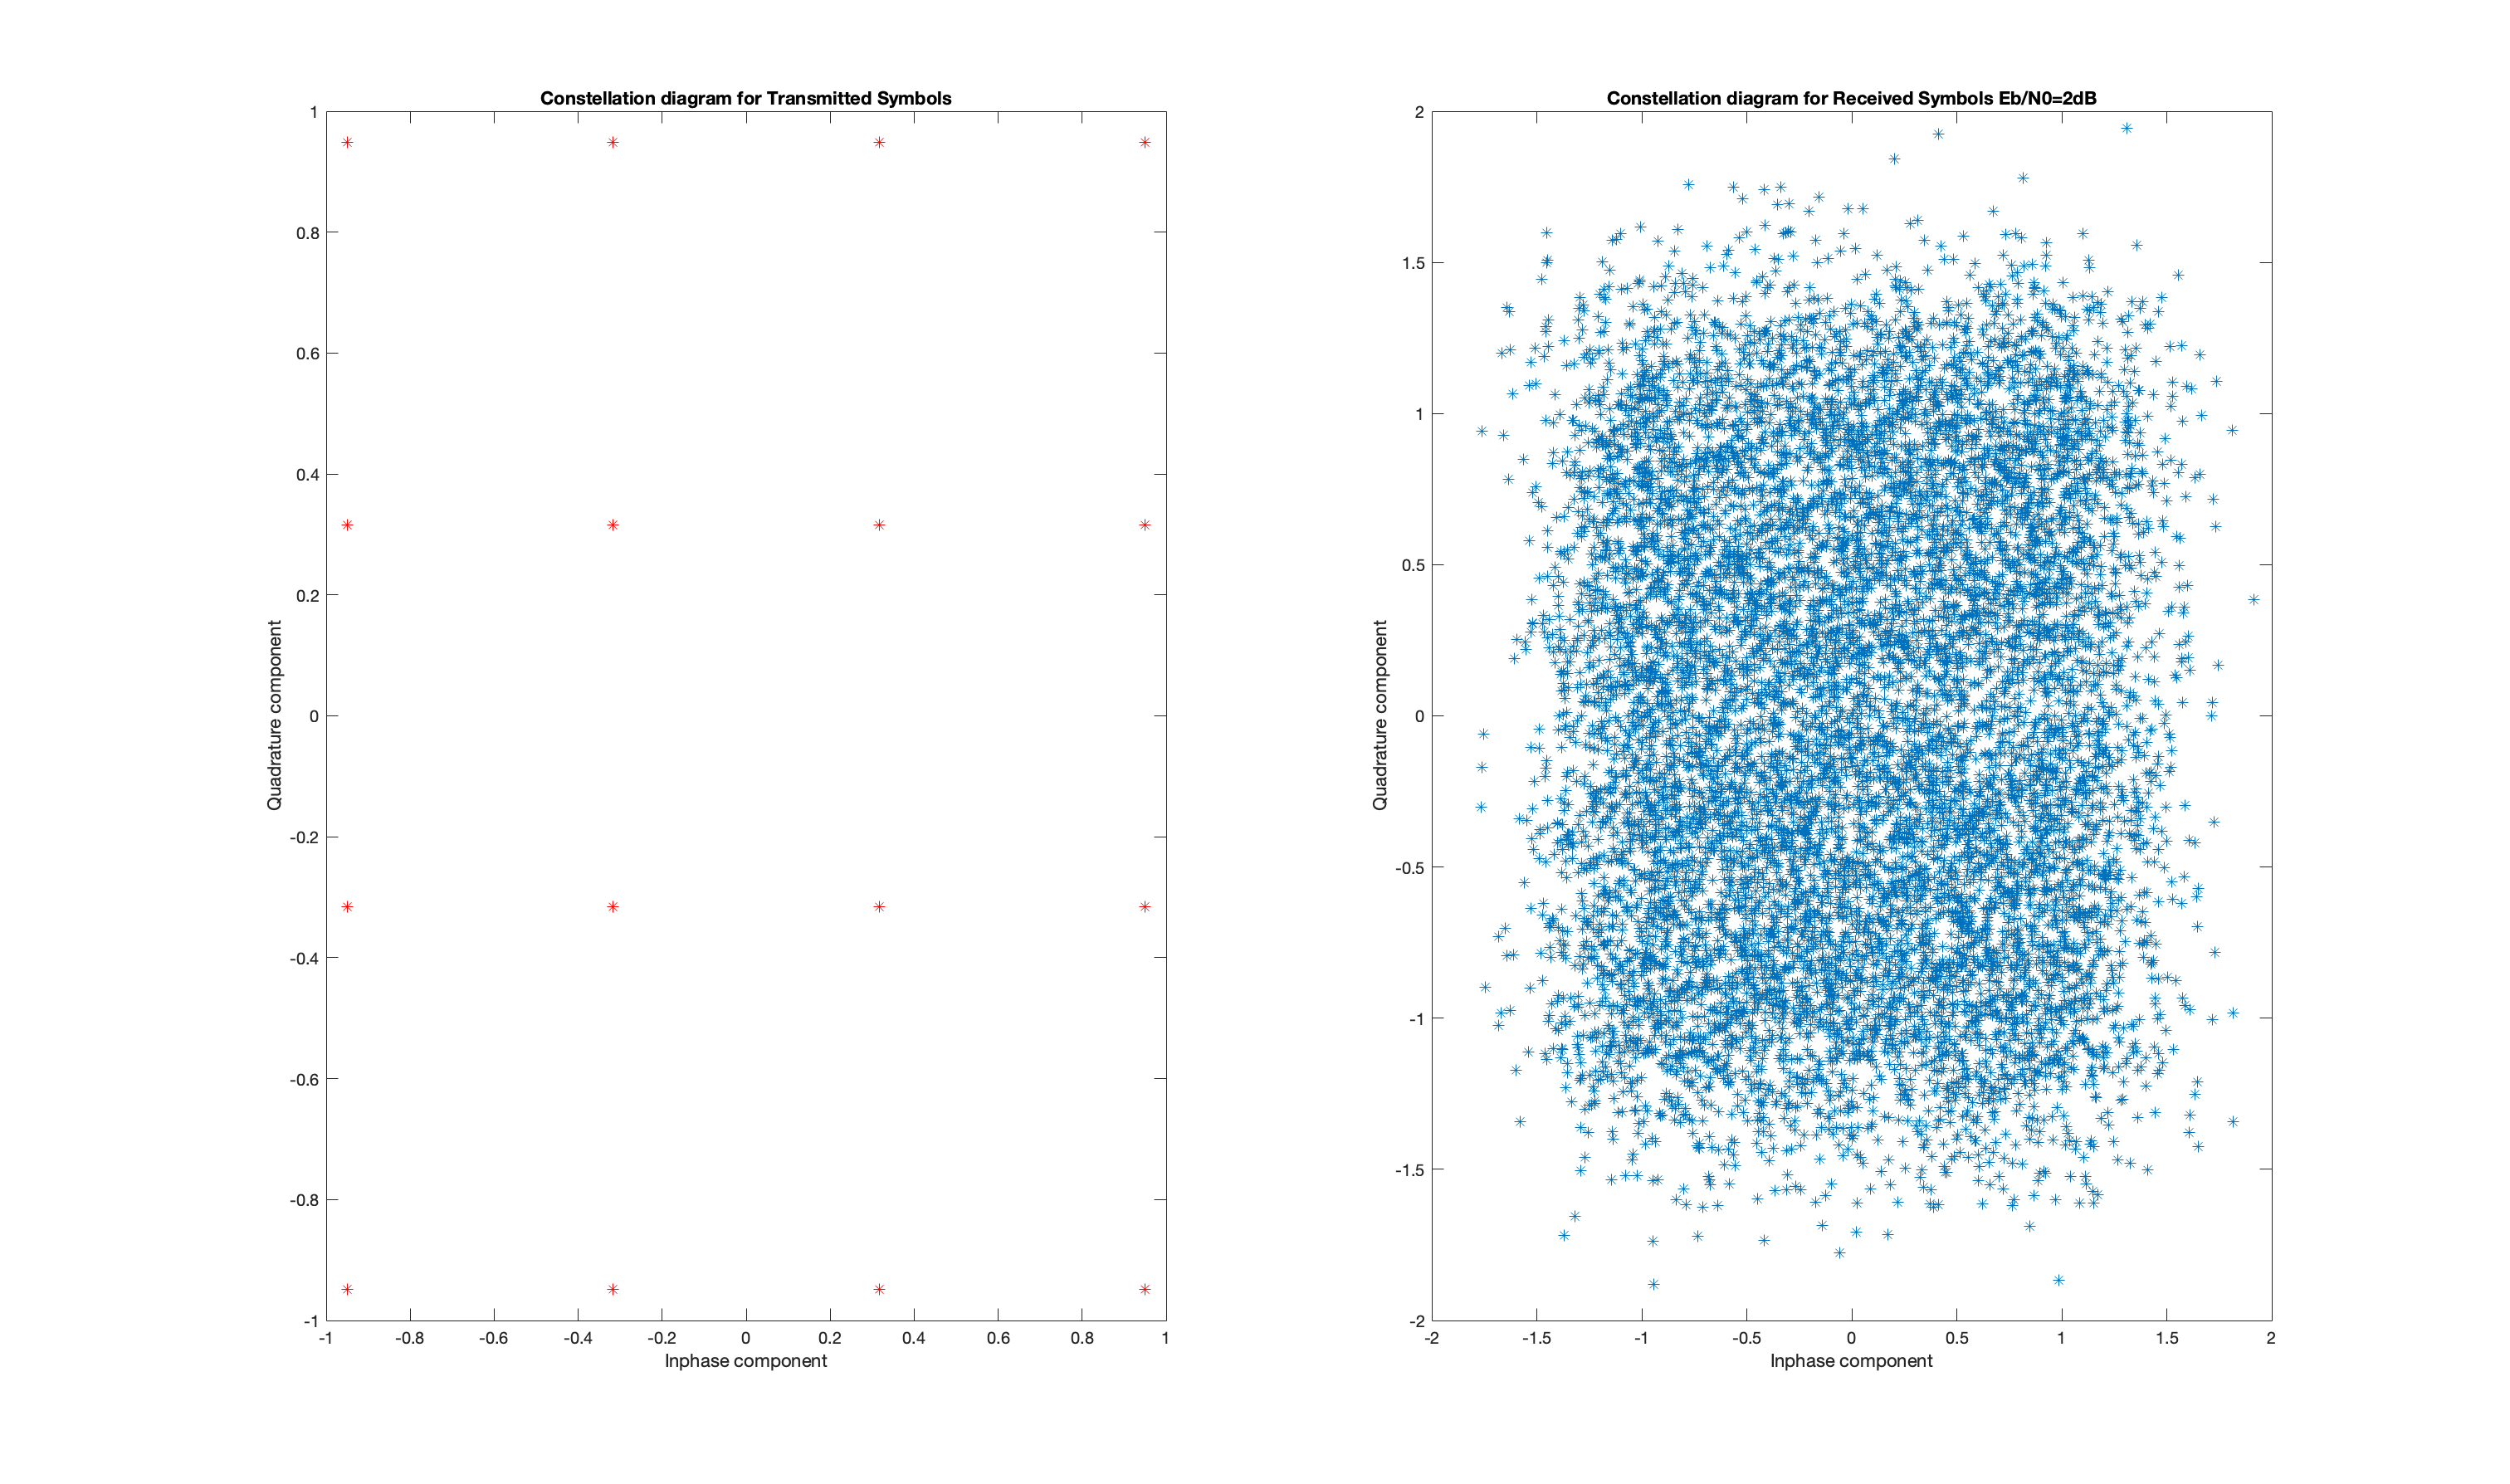 Constellation diagram for Transmitted Symbols
1
0.8
0.6
0.4
0.2
0
-0.2
-0.4
-0.6
-0.8
-1
Quadrature component
-1 -0.8 -0.6 -0.4 -0.2 0 0.2 0.4 0.6 0.8 1
Inphase component
Constellation diagram for Received Symbols Eb/N0=2dB
2
1.5
1
0.5
0
-0.5
-1
-1.5
-2
Quadrature component
-2 -1.5 -1 -0.5 0 0.5 1 1.5 2
Inphase component